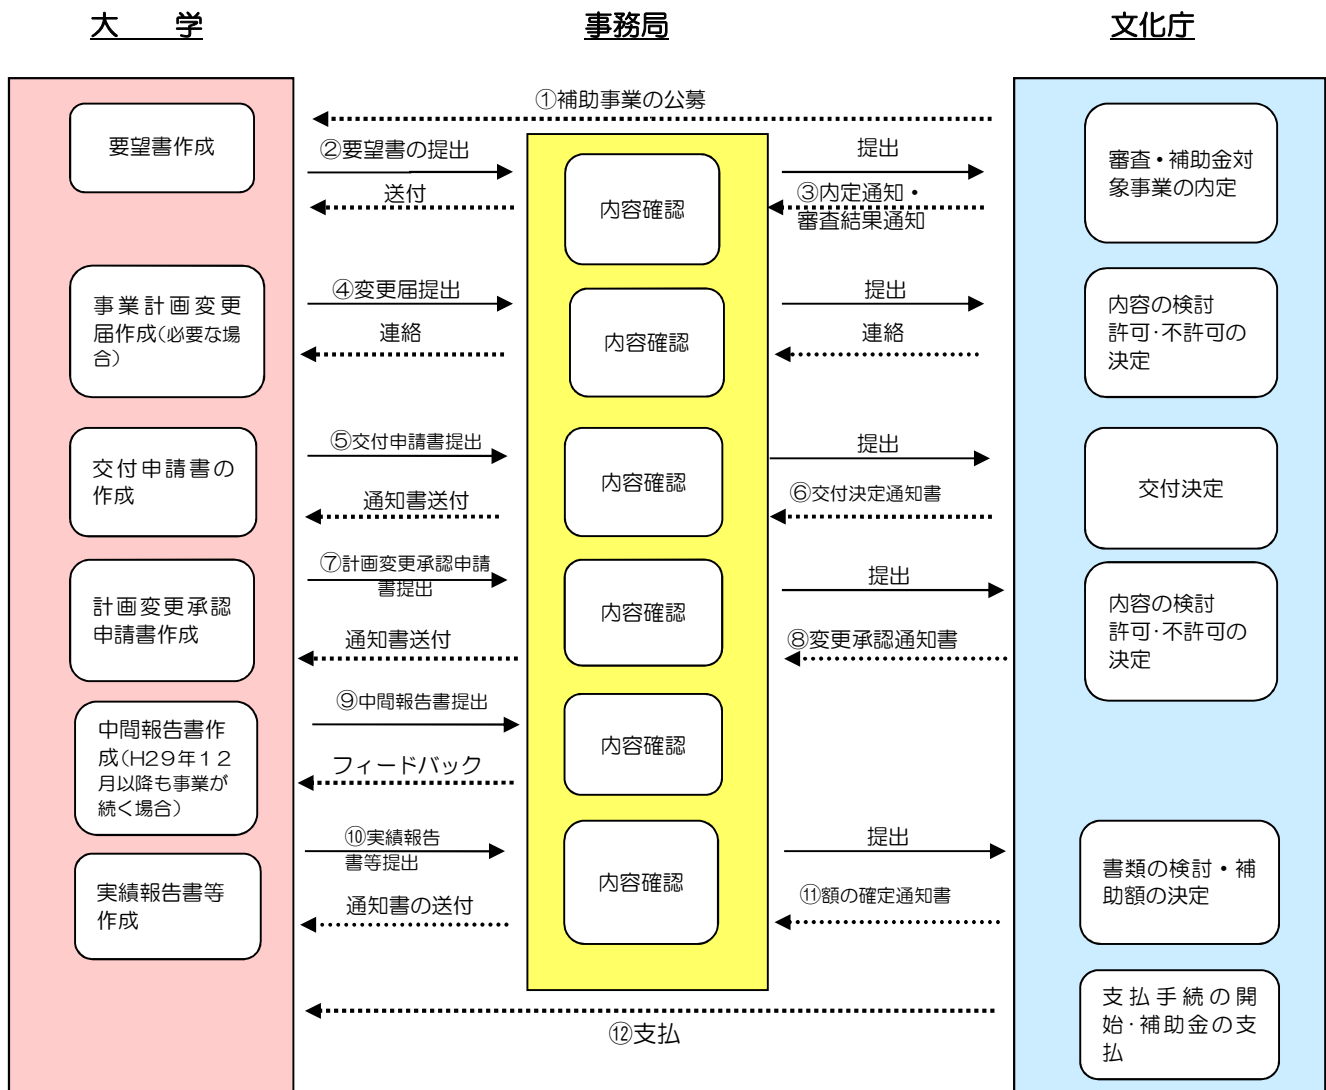 大　学
事務局
文化庁
①補助事業の公募
要望書作成
②要望書の提出
送付
内容確認
提出
③内定通知・
審査結果通知
審査・補助金対
象事業の内定
事業計画変更
届作成(必要な場
合)
④変更届提出
連絡
内容確認
提出
連絡
内容の検討
許可・不許可の
決定
交付申請書の
作成
⑤交付申請書提出
通知書送付
内容確認
提出
⑥交付決定通知書
交付決定
計画変更承認
申請書作成
⑦計画変更承認申請
書提出
通知書送付
内容確認
提出
⑧変更承認通知書
内容の検討
許可・不許可の
決定
中間報告書作
成(H29年12
月以降も事業が
続く場合)
⑨中間報告書提出
フィードバック
内容確認
実績報告書等
作成
⑩実績報告
書等提出
通知書の送付
内容確認
提出
⑪額の確定通知書
書類の検討・補
助額の決定
⑫支払
支払手続の開
始・補助金の支
払